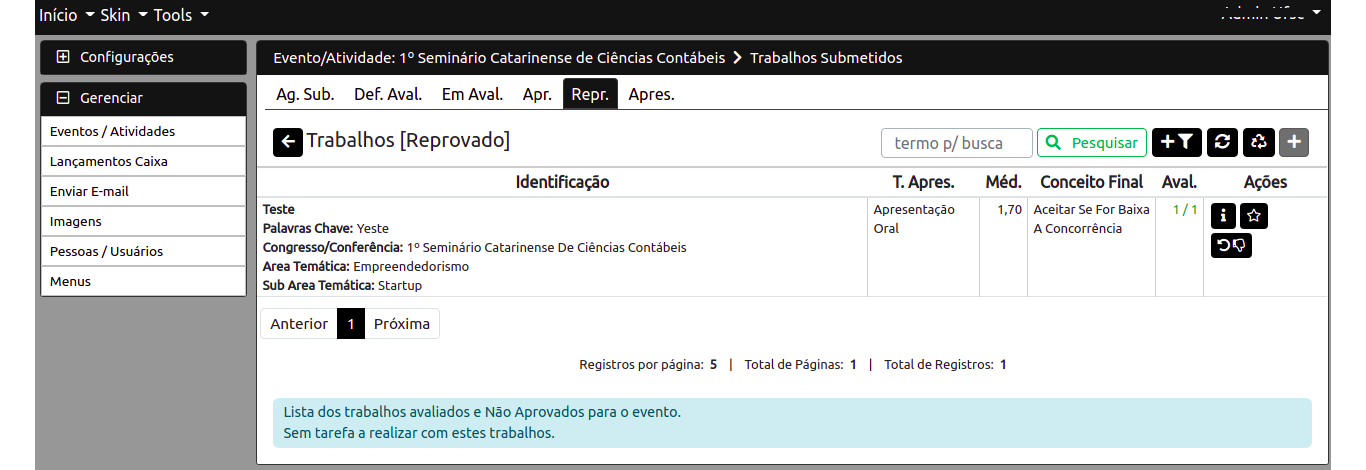 Início Skin Tools
Configurações
Gerenciar
Eventos / Atividades
Lançamentos Caixa
Enviar E-mail
Imagens
Pessoas / Usuários
Menus
Evento/Atividade: 1º Seminário Catarinense de Ciências Contábeis Trabalhos Submetidos
Ag. Sub. Def. Aval. Em Aval. Apr. Repr. Apres.
Trabalhos [Reprovado]
termo p/ busca Pesquisar
Identificação T. Apres. Méd. Conceito Final Aval. Ações
Teste
Palavras Chave: Yeste
Congresso/Conferência: 1º Seminário Catarinense De Ciências Contábeis
Area Temática: Empreendedorismo
Sub Area Temática: Startup
Apresentação
Oral
1,70
Aceitar Se For Baixa
A Concorrência
1 / 1
Anterior 1 Próxima
Registros por página: 5 | Total de Páginas: 1 | Total de Registros: 1
Lista dos trabalhos avaliados e Não Aprovados para o evento.
Sem tarefa a realizar com estes trabalhos.